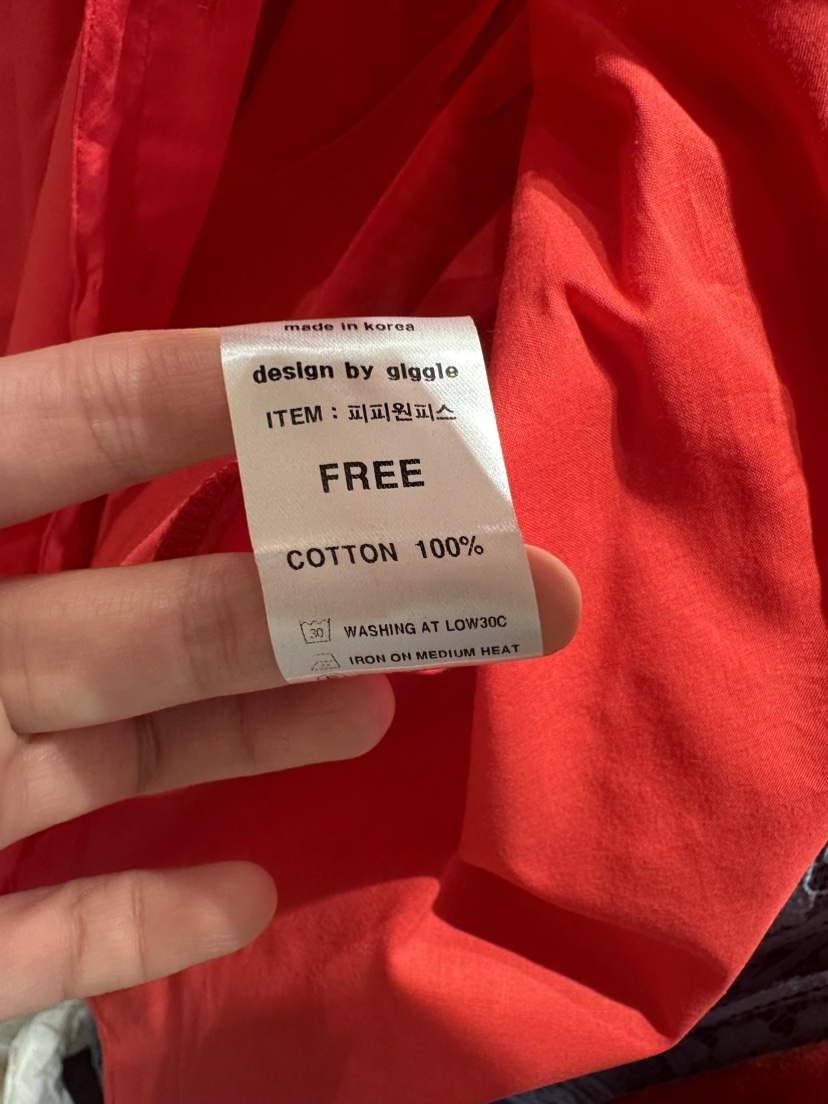 made in korea
design by giggle
ITEM : 피피원피스
FREE
COTTON 100%
30 WASHING AT LOW30C
IRON ON MEDIUM HEAT